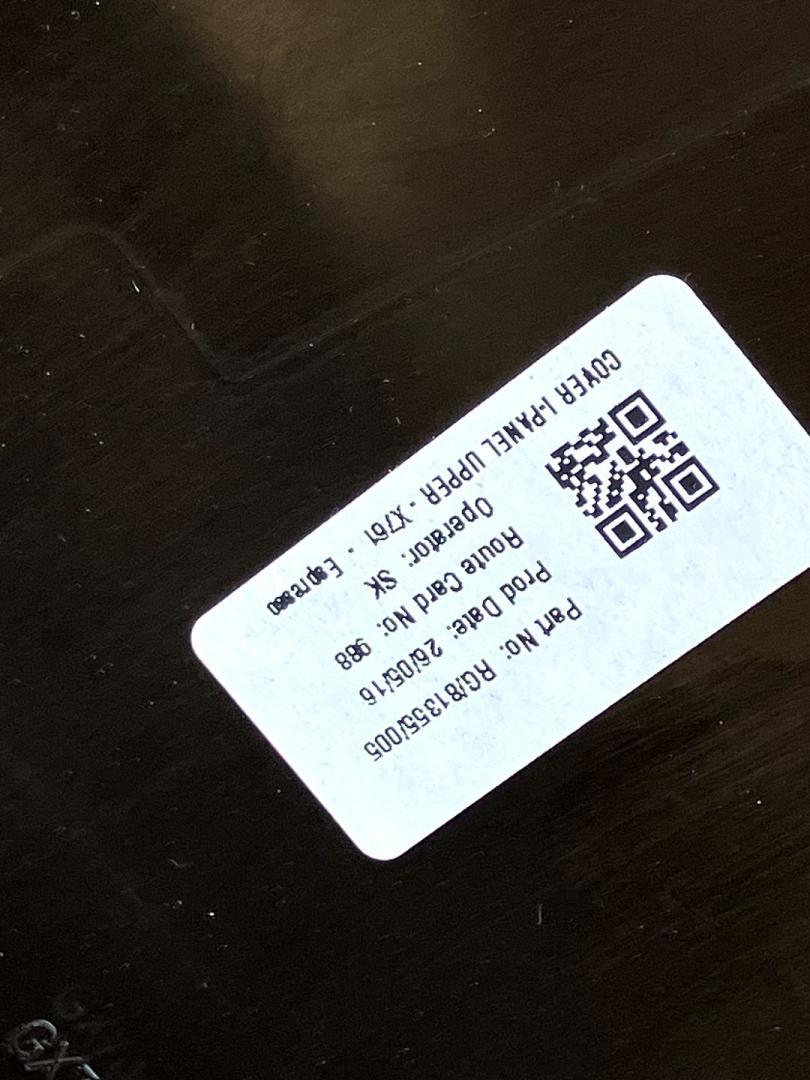 Part No: RG/81355/005
Prod Date: 26/05/16
Route Card No: 988
Operator: SK
COVER I-PANEL UPPER - X761 - Espresso